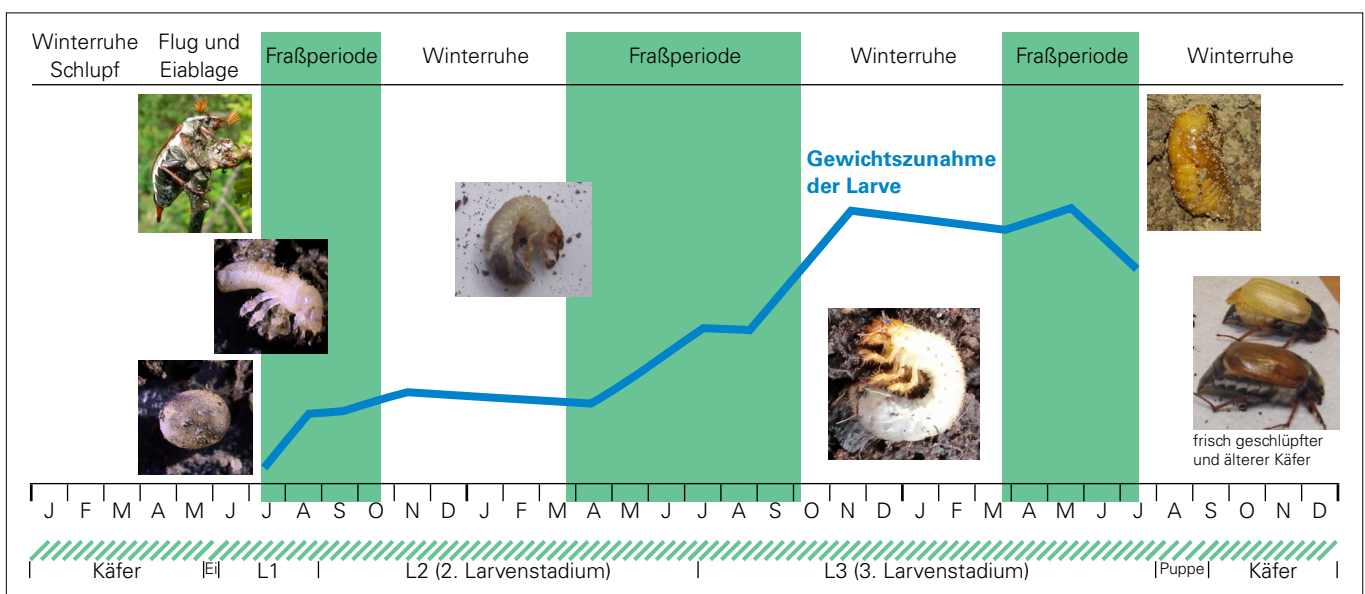 Winterruhe
Schlupf
Flug und
Eiablage
Fraßperiode
Winterruhe
Fraßperiode
Winterruhe
Fraßperiode
Winterruhe
Gewichtszunahme
der Larve
frisch geschlüpfter
und älterer Käfer
J F M A M J J A S O N D J F M A M J J A S O N D J F M A M J J A S O N D
Käfer Ei L1 L2 (2. Larvenstadium) L3 (3. Larvenstadium) Puppe Käfer